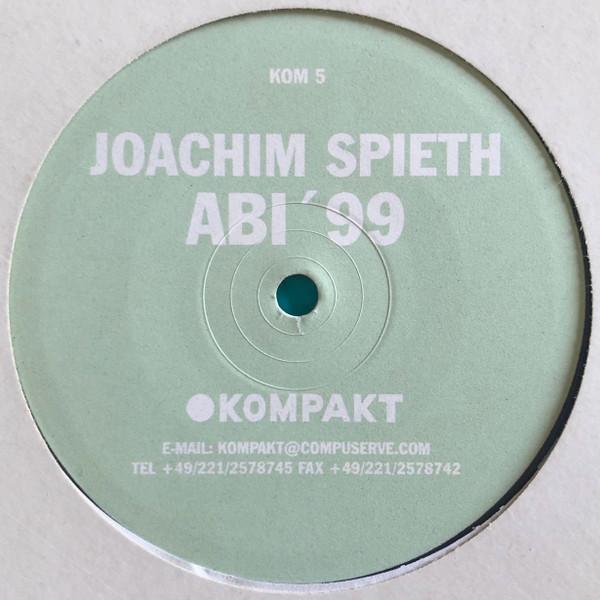 KOM 5
JOACHIM SPIETH
ABI´99
KOMPAKT
E-MAIL: KOMPAKT@COMPUSERVE.COM
TEL +49/221/2578745 FAX +49/221/2578742